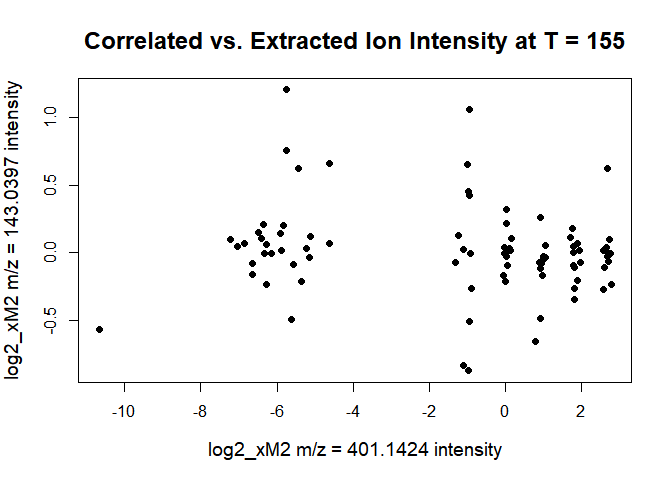 Correlated vs. Extracted Ion Intensity at T = 155
log2_xM2 m/z = 143.0397 intensity
1.0
0.5
0.0
-0.5
-10 -8 -6 -4 -2 0 2
log2_xM2 m/z = 401.1424 intensity